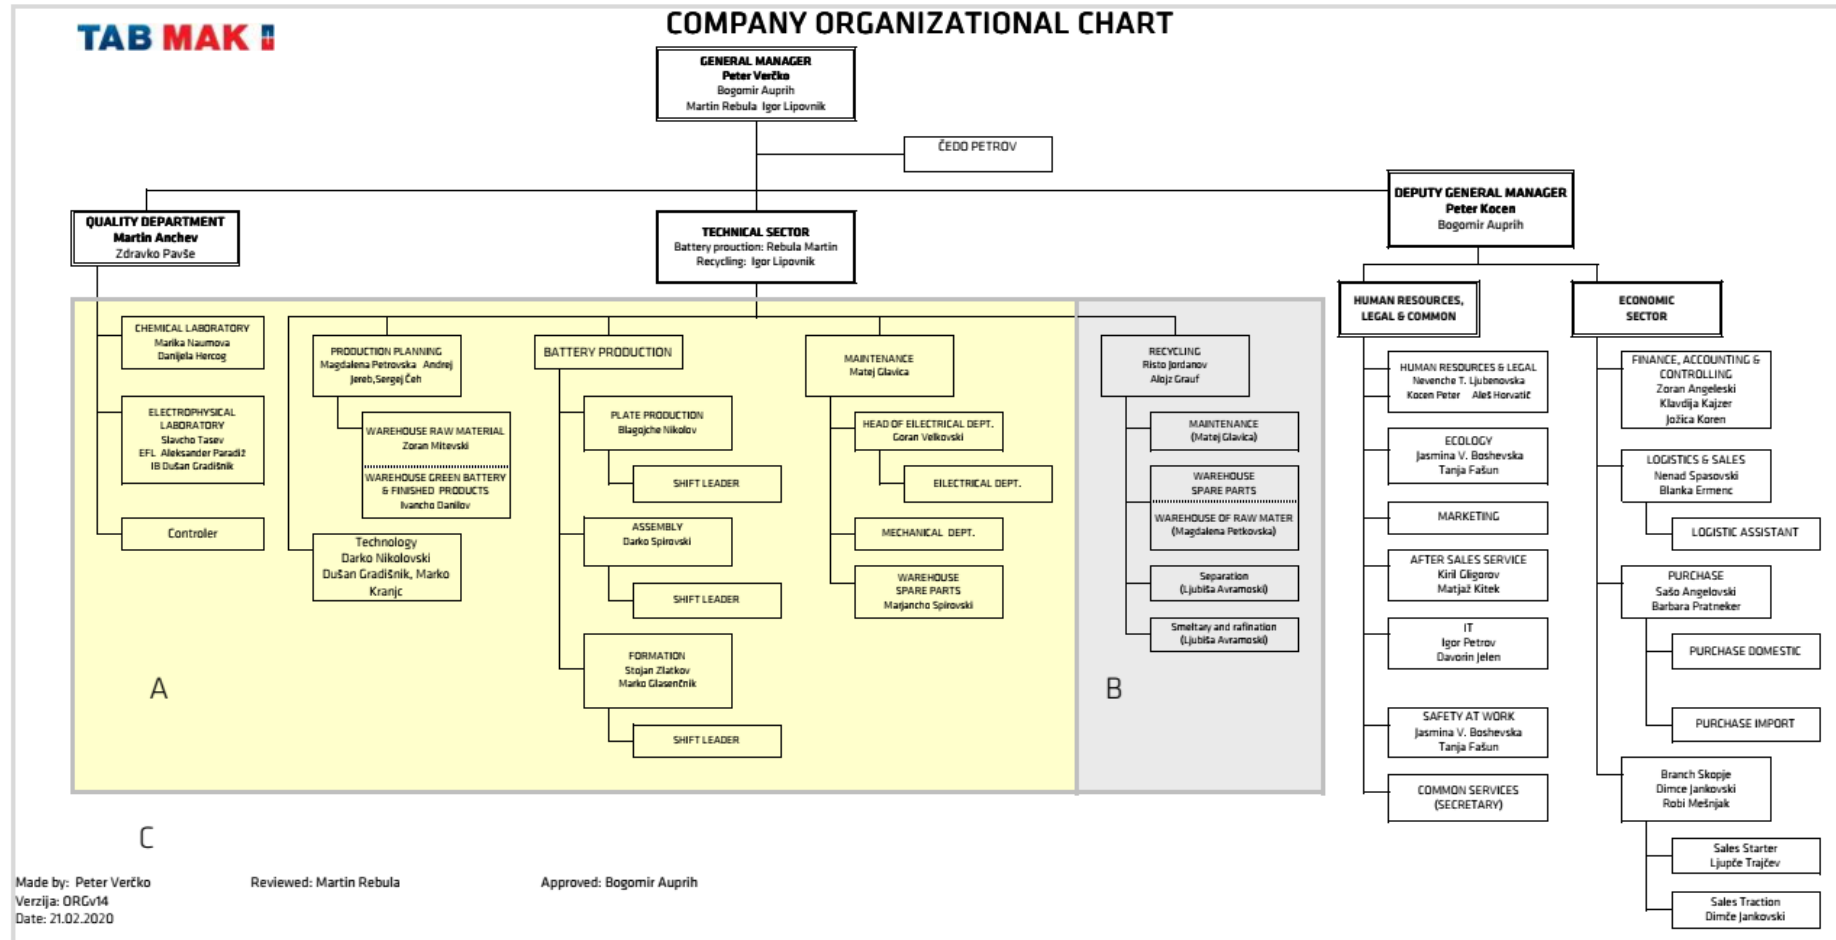 TAB MAK
COMPANY ORGANIZATIONAL CHART
GENERAL MANAGER
Peter Verčko
Bogomir Auprih
Martin Rebula Igor Lipovnik
ČEDO PETROV
QUALITY DEPARTMENT
Martin Anchev
Zdravko Pavše
TECHNICAL SECTOR
Battery prouction: Rebula Martin
Recycling: Igor Lipovnik
DEPUTY GENERAL MANAGER
Peter Kocen
Bogomir Auprih
HUMAN RESOURCES,
LEGAL & COMMON
ECONOMIC
SECTOR
CHEMICAL LABORATORY
Marika Naumova
Danijela Hercog
ELECTROPHYSICAL
LABORATORY
Slavcho Tasev
EFL Aleksander Paradiž
IB Dušan Gradišnik
Controler
PRODUCTION PLANNING
Magdalena Petrovska Andrej
Jereb,Sergej Čeh
WAREHOUSE RAW MATERIAL
Zoran Mitevski
WAREHOUSE GREEN BATTERY
& FINISHED PRODUCTS
Ivancho Danilov
Technology
Darko Nikolovski
Dušan Gradišnik, Marko
Kranjc
BATTERY PRODUCTION
PLATE PRODUCTION
Blagojche Nikolov
SHIFT LEADER
ASSEMBLY
Darko Spirovski
SHIFT LEADER
FORMATION
Stojan Zlatkov
Marko Glasenčnik
SHIFT LEADER
MAINTENANCE
Matej Glavica
HEAD OF EILECTRICAL DEPT.
Goran Velkovski
EILECTRICAL DEPT.
MECHANICAL DEPT.
WAREHOUSE
SPARE PARTS
Marjancho Spirovski
RECYCLING
Risto Jordanov
Alojz Grauf
MAINTENANCE
(Matej Glavica)
WAREHOUSE
SPARE PARTS
WAREHOUSE OF RAW MATER
(Magdalena Petkovska)
Separation
(Ljubiša Avramoski)
Smeltary and rafination
(Ljubiša Avramoski)
HUMAN RESOURCES & LEGAL
Nevenche T. Ljubenovska
Kocen Peter Aleš Horvatič
ECOLOGY
Jasmina V. Boshevska
Tanja Fašun
MARKETING
AFTER SALES SERVICE
Kiril Gligorov
Matjaž Kitek
IT
Igor Petrov
Davorin Jelen
SAFETY AT WORK
Jasmina V. Boshevska
Tanja Fašun
COMMON SERVICES
(SECRETARY)
FINANCE, ACCOUNTING &
CONTROLLING
Zoran Angeleski
Klavdija Kajzer
Jožica Koren
LOGISTICS & SALES
Nenad Spasovski
Blanka Ermenc
LOGISTIC ASSISTANT
PURCHASE
Sašo Angelovski
Barbara Pratneker
PURCHASE DOMESTIC
PURCHASE IMPORT
Branch Skopje
Dimce Jankovski
Robi Mešnjak
Sales Starter
Ljupče Trajčev
Sales Traction
Dimče Jankovski
A
B
C
Made by: Peter Verčko
Reviewed: Martin Rebula
Approved: Bogomir Auprih
Verzija: ORGv14
Date: 21.02.2020